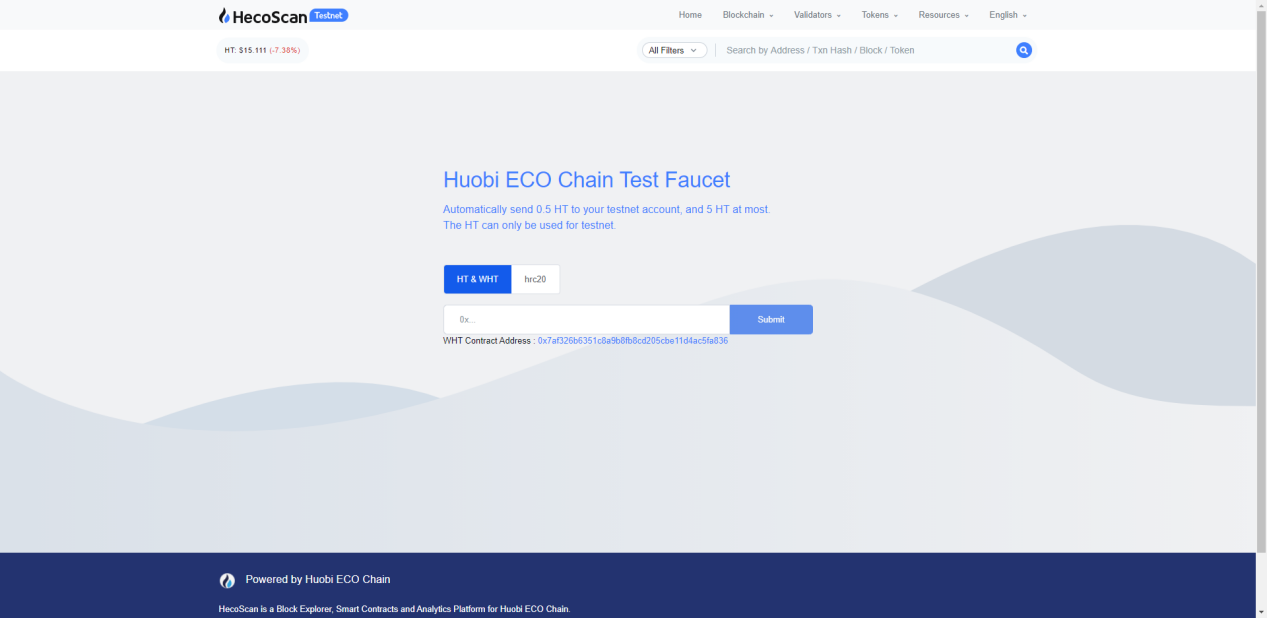 HecoScan Testnet
Home Blockchain Validators Tokens Resources English
HT: $15.111 (-7.38%)
All Filters Search by Address / Txn Hash / Block / Token
Huobi ECO Chain Test Faucet
Automatically send 0.5 HT to your testnet account, and 5 HT at most.
The HT can only be used for testnet.
HT & WHT hrc20
0x... Submit
WHT Contract Address : 0x7af326b6351c8a9b8fb8cd205cbe11d4ac5fa836
Powered by Huobi ECO Chain
HecoScan is a Block Explorer, Smart Contracts and Analytics Platform for Huobi ECO Chain.